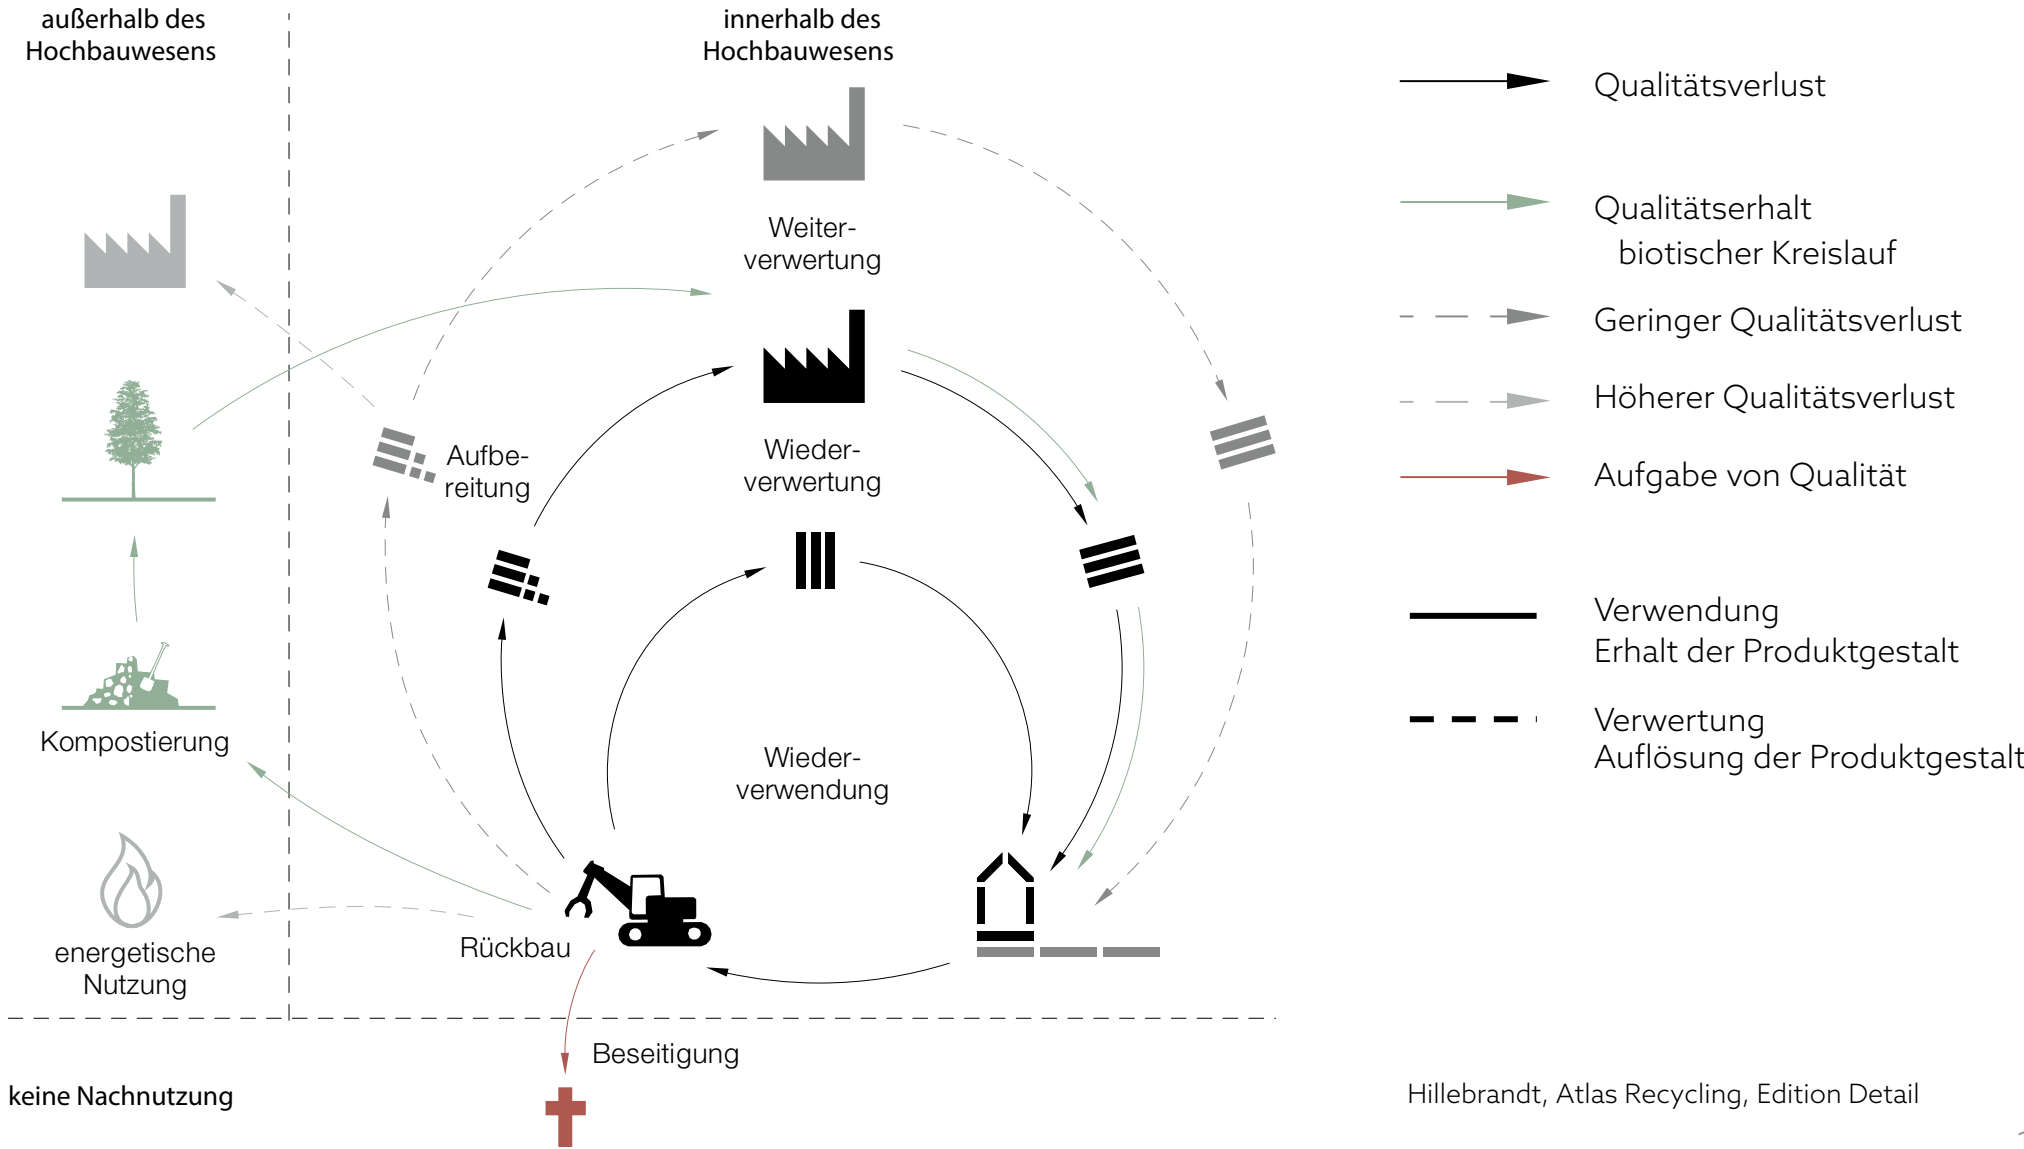 außerhalb des
Hochbauwesens
innerhalb des
Hochbauwesens
Weiter-
verwertung
Aufbe-
reitung
Wieder-
verwertung
Kompostierung
Wieder-
verwendung
energetische
Nutzung
Rückbau
Beseitigung
keine Nachnutzung
Qualitätsverlust
Qualitätserhalt
biotischer Kreislauf
Geringer Qualitätsverlust
Höherer Qualitätsverlust
Aufgabe von Qualität
Verwendung
Erhalt der Produktgestalt
Verwertung
Auflösung der Produktgestalt
Hillebrandt, Atlas Recycling, Edition Detail